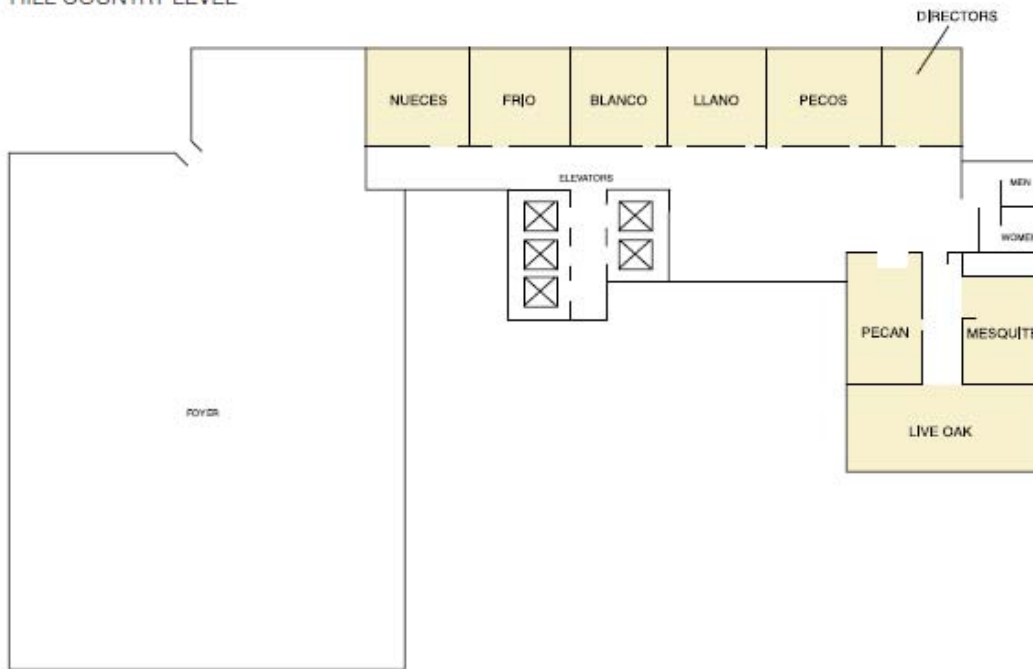 HILL COUNTRY LEVEL
DIRECTORS
NUECES
FRIO
BLANCO
LLANO
PECOS
ELEVATORS
MEN
WOMEN
PECAN
MESQUITE
FOYER
LIVE OAK